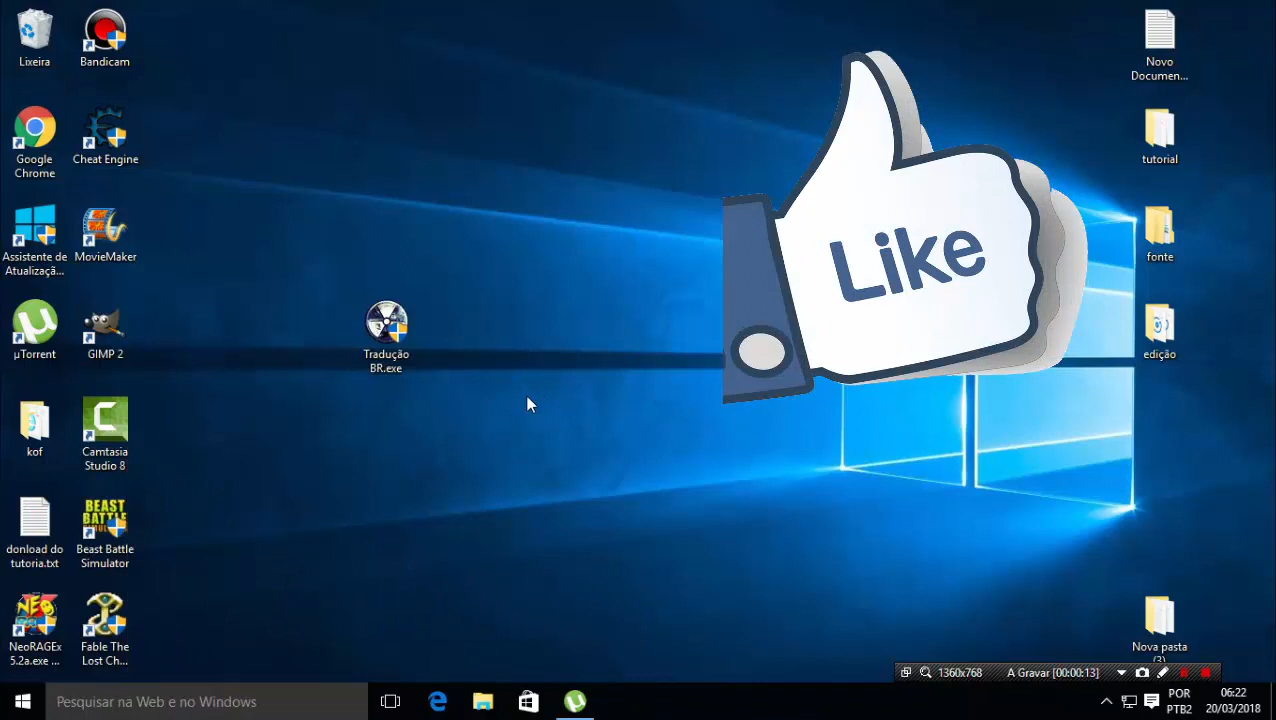 Lixeira
Bandicam
Google
Chrome
Cheat Engine
Assistente de
Atualizaçã...
MovieMaker
µTorrent
GIMP 2
kof
Camtasia
Studio 8
donload do
tutoria.txt
BEAST
BATTLE
Beast Battle
Simulator
NEO
NeoRAGEx
5.2a.exe ...
Fable The
Lost Ch...
Tradução
BR.exe
Like
Novo
Documen...
tutorial
fonte
edição
Nova pasta
(3)
1360x768
A Gravar [00:00:13]
Pesquisar na Web e no Windows
POR
PTB2
06:22
20/03/2018